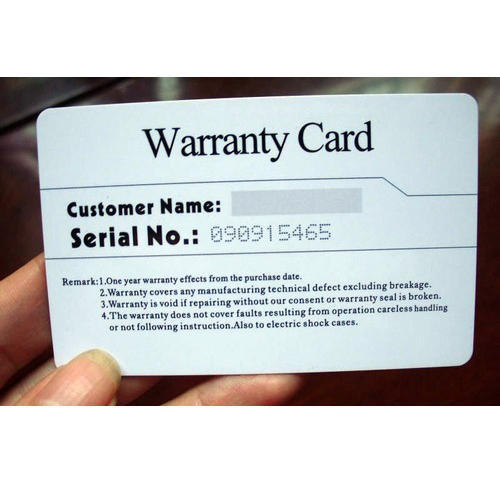 Warranty Card
Customer Name:
Serial No.: 090915465
Remark:1.One year warranty effects from the purchase date.
2.Warranty covers any manufacturing technical defect excluding breakage.
3.Warranty is void if repairing without our consent or warranty seal is broken.
4.The warranty does not cover faults resulting from operation careless handling
or not following instruction.Also to electric shock cases.